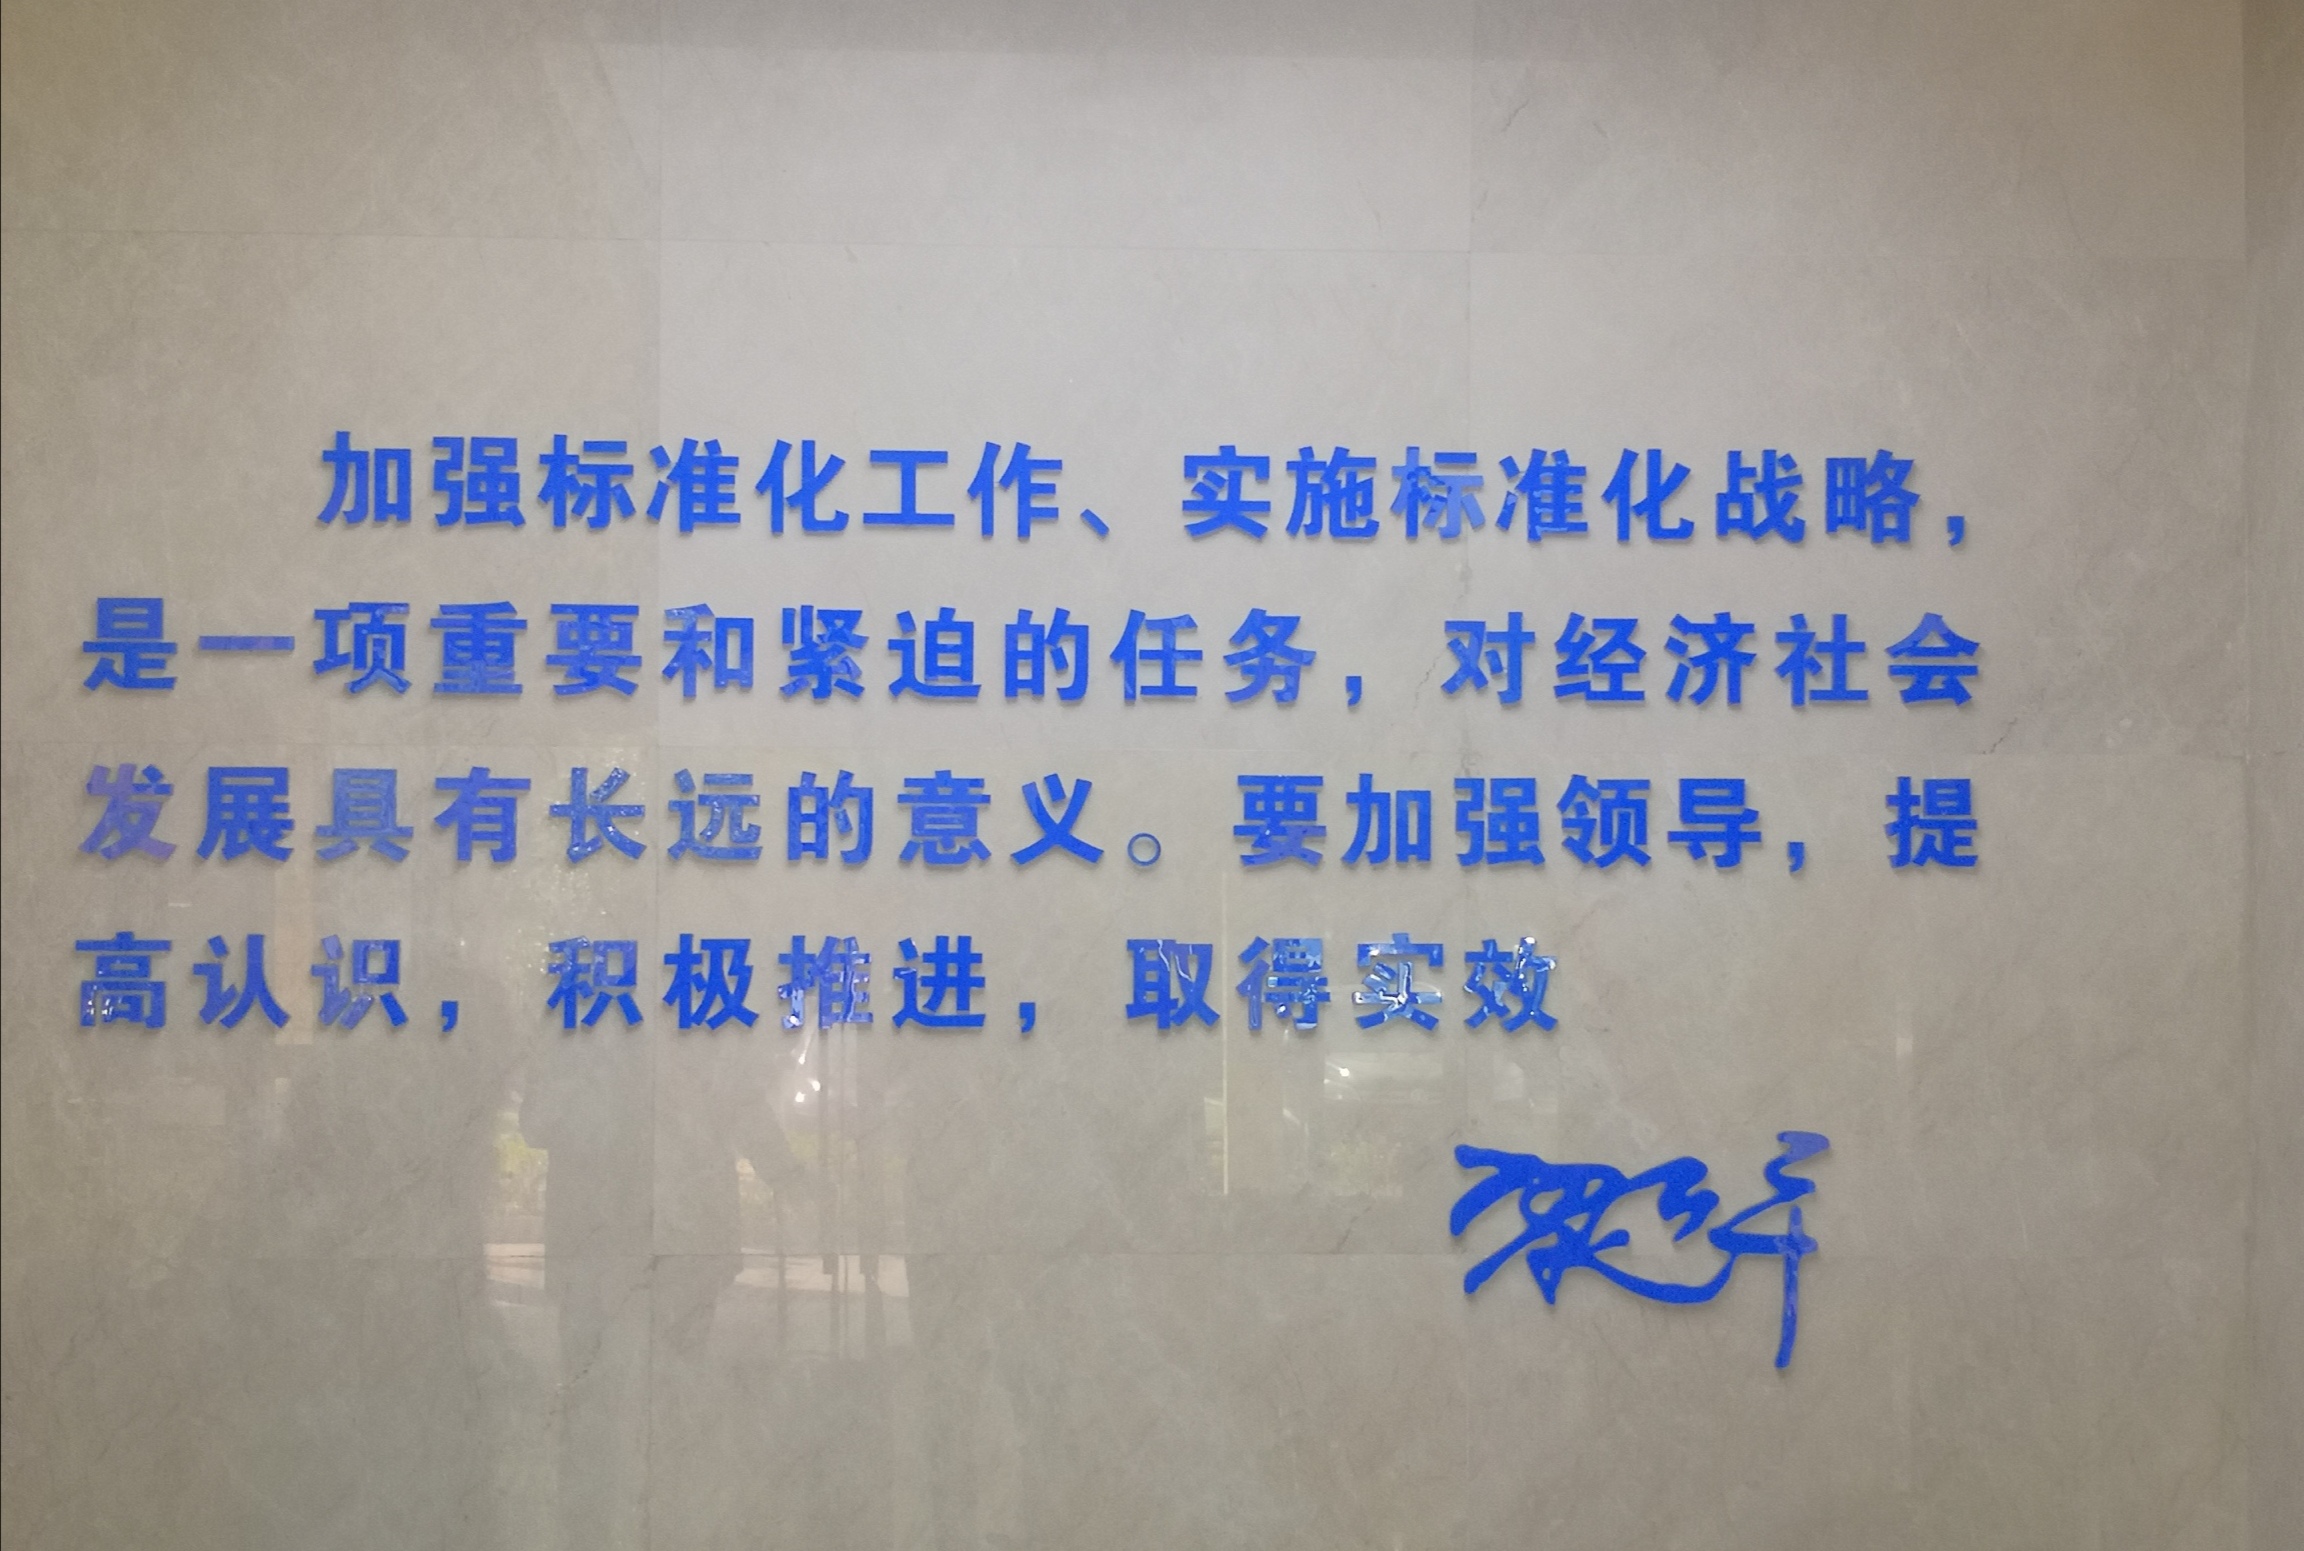 加强标准化工作、实施标准化战略，
是一项重要和紧迫的任务，对经济社会
发展具有长远的意义。要加强领导，提
高认识，积极推进，取得实效